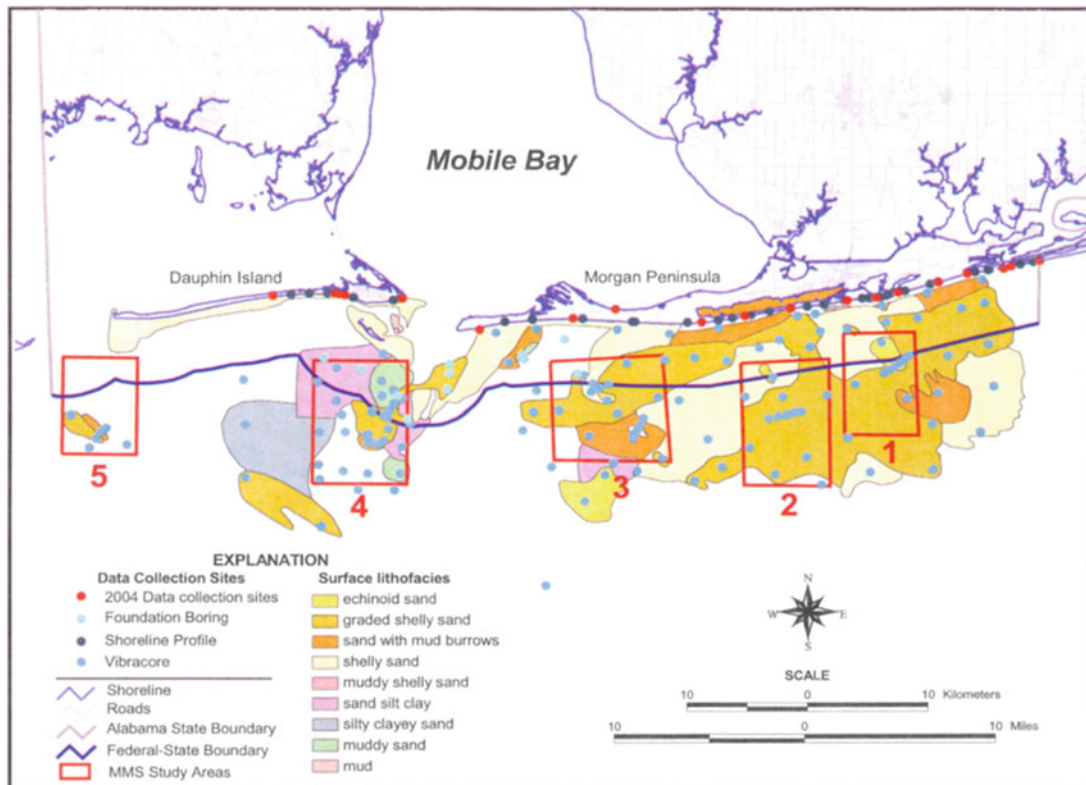 Mobile Bay
Dauphin Island
Morgan Peninsula
5
4
3
2
1
EXPLANATION
Data Collection Sites
2004 Data collection sites
Foundation Boring
Shoreline Profile
Vibracore
Shoreline
Roads
Alabama State Boundary
Federal-State Boundary
MMS Study Areas
Surface lithofacies
echinoid sand
graded shelly sand
sand with mud burrows
shelly sand
muddy shelly sand
sand silt clay
silty clayey sand
muddy sand
mud
N
W E
S
SCALE
10 0 10 Kilometers
10 0 10 Miles